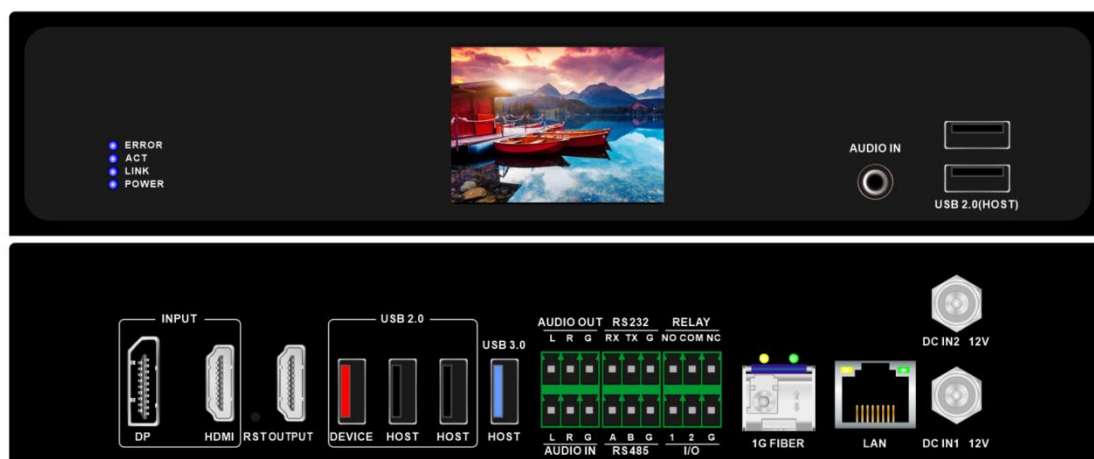 ERROR
ACT
LINK
POWER
AUDIO IN
USB 2.0(HOST)
INPUT
USB 2.0
USB 3.0
AUDIO OUT RS232 RELAY
L R G RX TX G NO COM NC
DC IN2 12V
DP HDMI RST OUTPUT DEVICE HOST HOST HOST
L R G A B G 1 2 G
AUDIO IN RS485 I/O
1G FIBER LAN DC IN1 12V